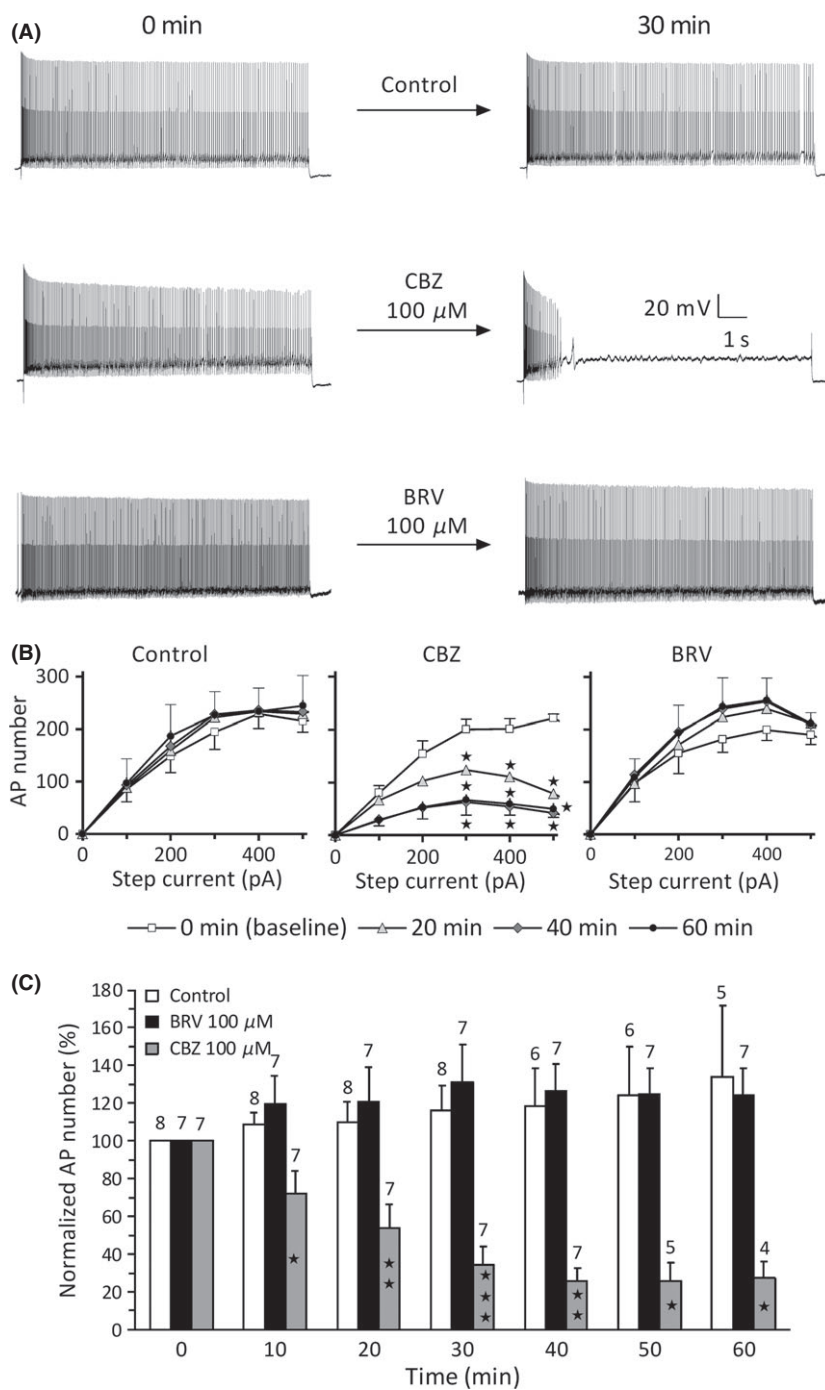 (A)
0 min
30 min
Control
CBZ
100 µM
20 mV
1 s
BRV
100 µM
(B)
Control
CBZ
BRV
AP number
300
200
100
0
0
200
400
0
200
400
0
200
400
Step current (pA)
Step current (pA)
Step current (pA)
0 min (baseline)
20 min
40 min
60 min
(C)
Normalized AP number (%)
180
160
140
120
100
80
60
40
20
0
Control
BRV 100 µM
CBZ 100 µM
8 7 7
8 7 7
8 7 7
8 7 7
6 7 7
6 7 5
5 7 4
0 10 20 30 40 50 60
Time (min)